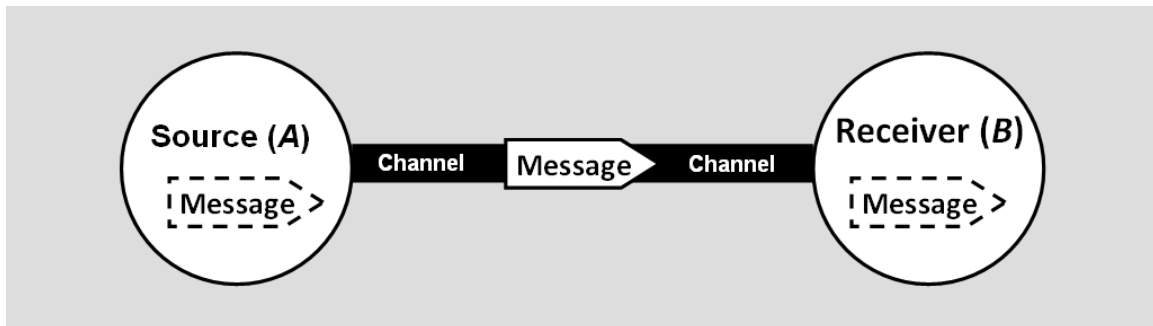 Source (A)
Message
Channel
Message
Channel
Receiver (B)
Message